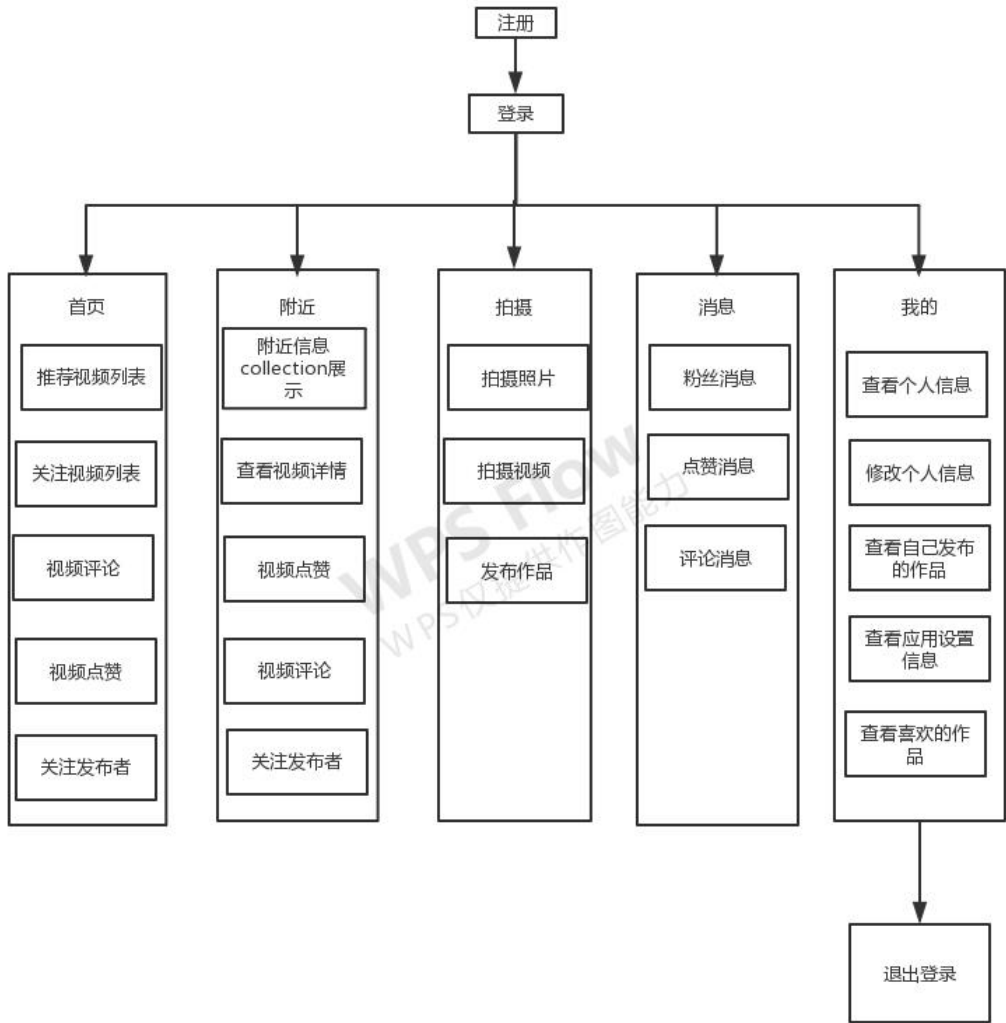 注册
登录
首页
推荐视频列表
关注视频列表
视频评论
视频点赞
关注发布者
附近
附近信息
collection展
示
查看视频详情
视频点赞
视频评论
关注发布者
拍摄
拍摄照片
拍摄视频
发布作品
消息
粉丝消息
点赞消息
评论消息
我的
查看个人信息
修改个人信息
查看自己发布
的作品
查看应用设置
信息
查看喜欢的作
品
退出登录
WPS Flow
WPS仅提供作图能力